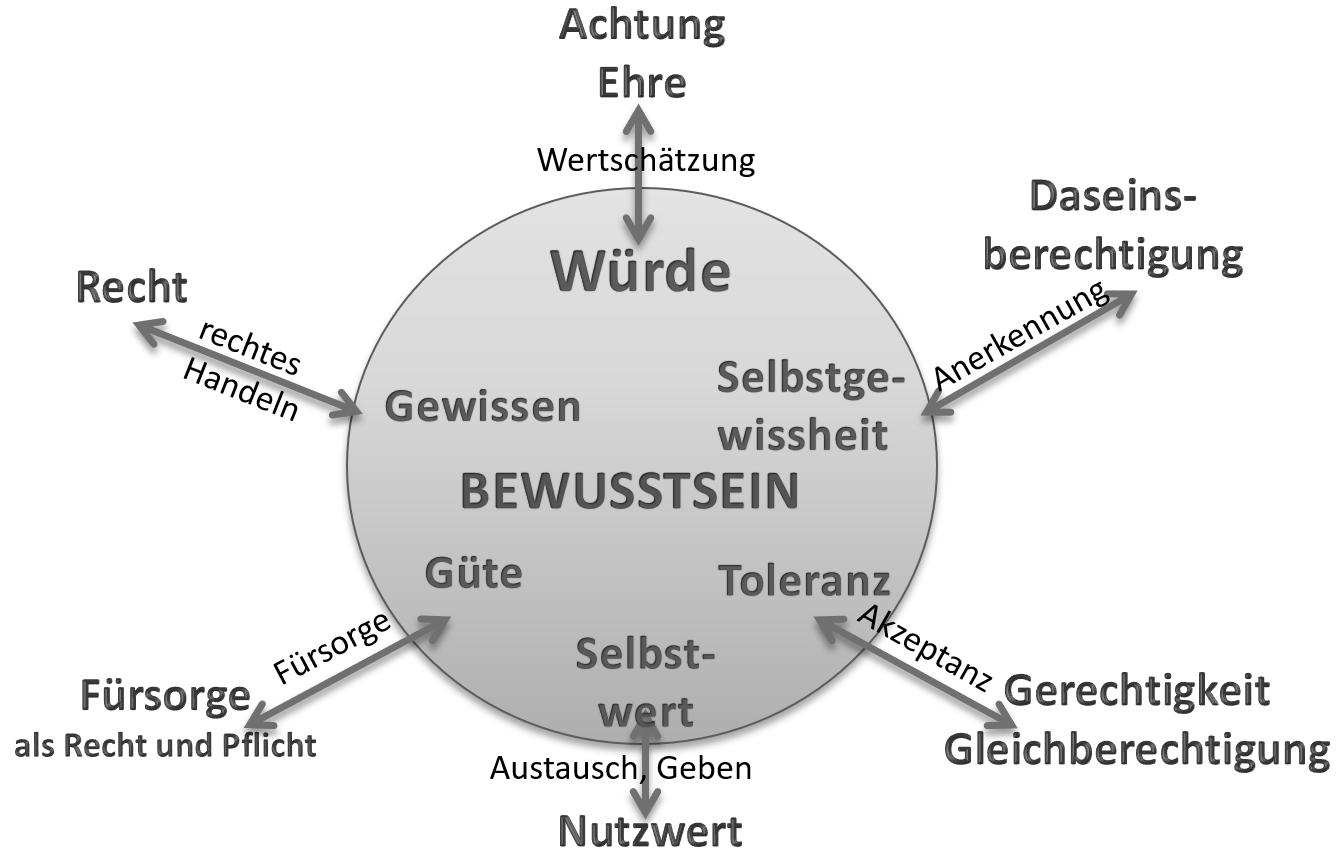 Achtung
Ehre
Wertschätzung
Daseins-
berechtigung
Würde
Recht
Anerkennung
rechtes
Handeln
Selbstge-
wissheit
Gewissen
BEWUSSTSEIN
Güte
Toleranz
Fürsorge
Akzeptanz
Selbst-
wert
Fürsorge
als Recht und Pflicht
Gerechtigkeit
Gleichberechtigung
Austausch, Geben
Nutzwert